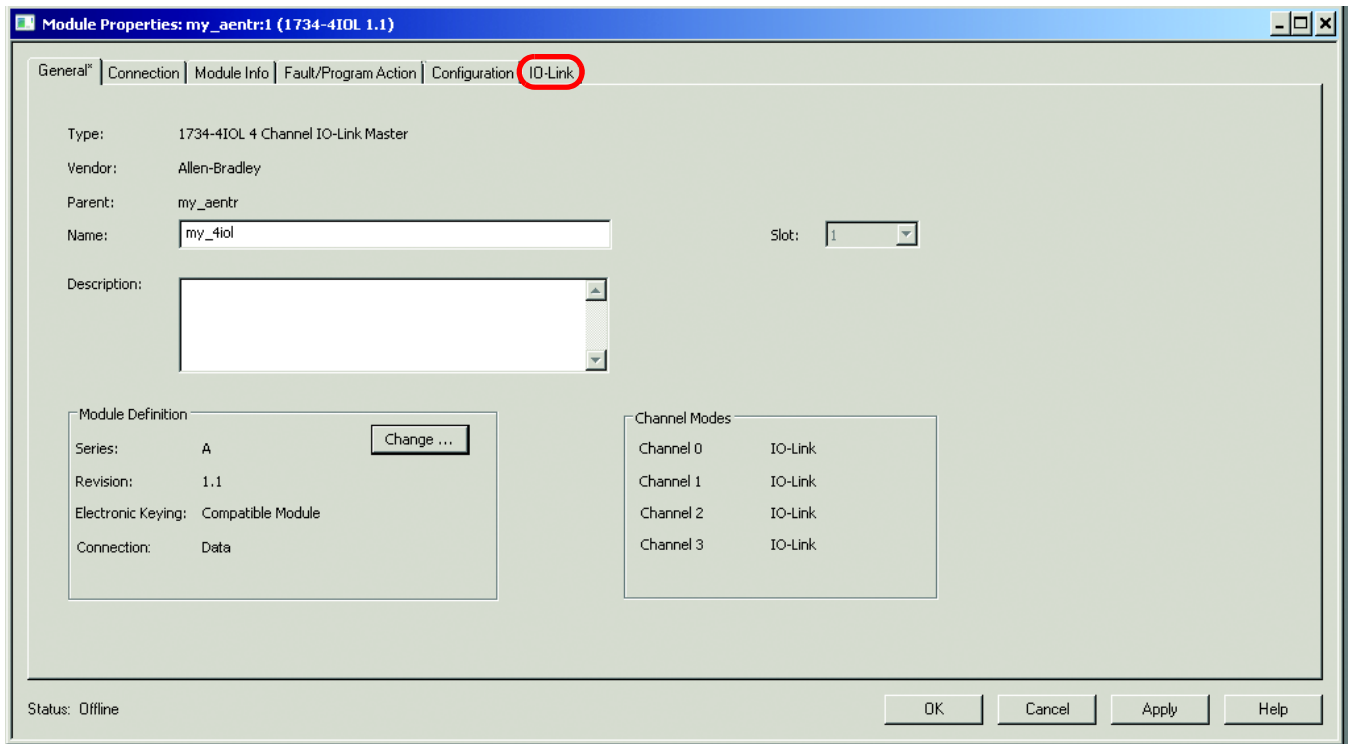 Module Properties: my_aentr:1 (1734-4IOL 1.1)
General* Connection Module Info Fault/Program Action Configuration IO-Link
Type: 1734-4IOL 4 Channel IO-Link Master
Vendor: Allen-Bradley
Parent: my_aentr
Name: my_4iol Slot: 1
Description:
Module Definition
Change ...
Series: A
Revision: 1.1
Electronic Keying: Compatible Module
Connection: Data
Channel Modes
Channel 0 IO-Link
Channel 1 IO-Link
Channel 2 IO-Link
Channel 3 IO-Link
Status: Offline OK Cancel Apply Help